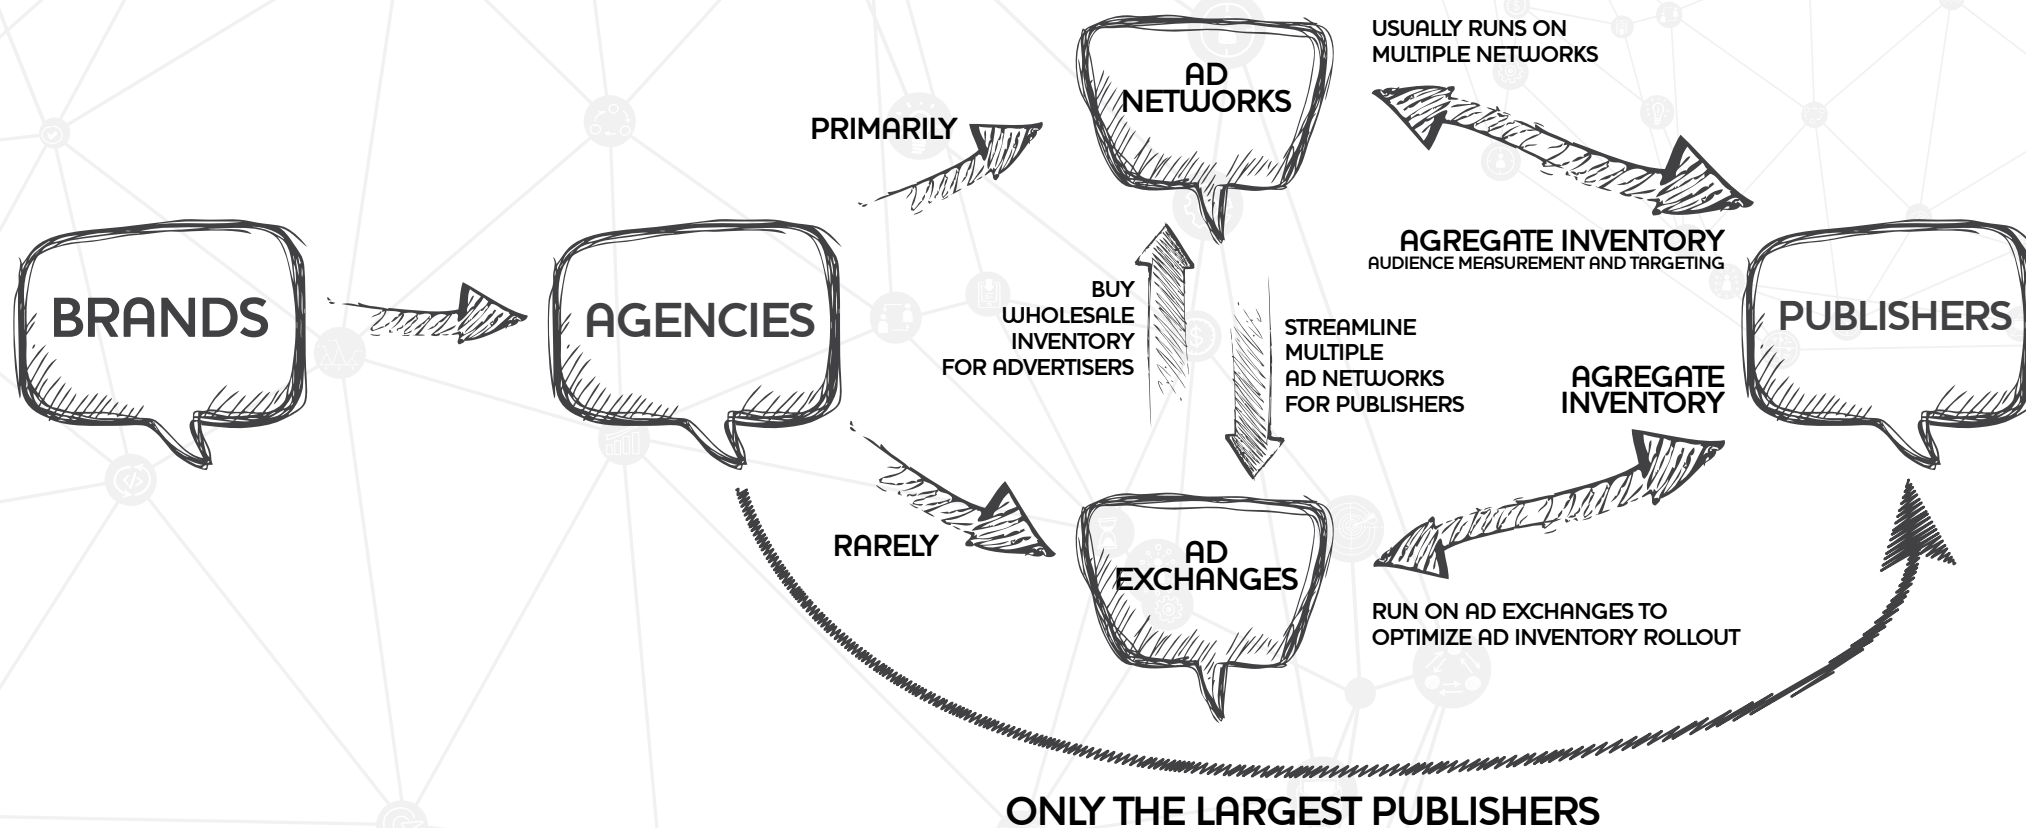 BRANDS
AGENCIES
PRIMARILY
RARELY
AD
NETWORKS
BUY
WHOLESALE
INVENTORY
FOR ADVERTISERS
STREAMLINE
MULTIPLE
AD NETWORKS
FOR PUBLISHERS
AD
EXCHANGES
USUALLY RUNS ON
MULTIPLE NETWORKS
AGREGATE INVENTORY
AUDIENCE MEASUREMENT AND TARGETING
PUBLISHERS
AGREGATE
INVENTORY
RUN ON AD EXCHANGES TO
OPTIMIZE AD INVENTORY ROLLOUT
ONLY THE LARGEST PUBLISHERS